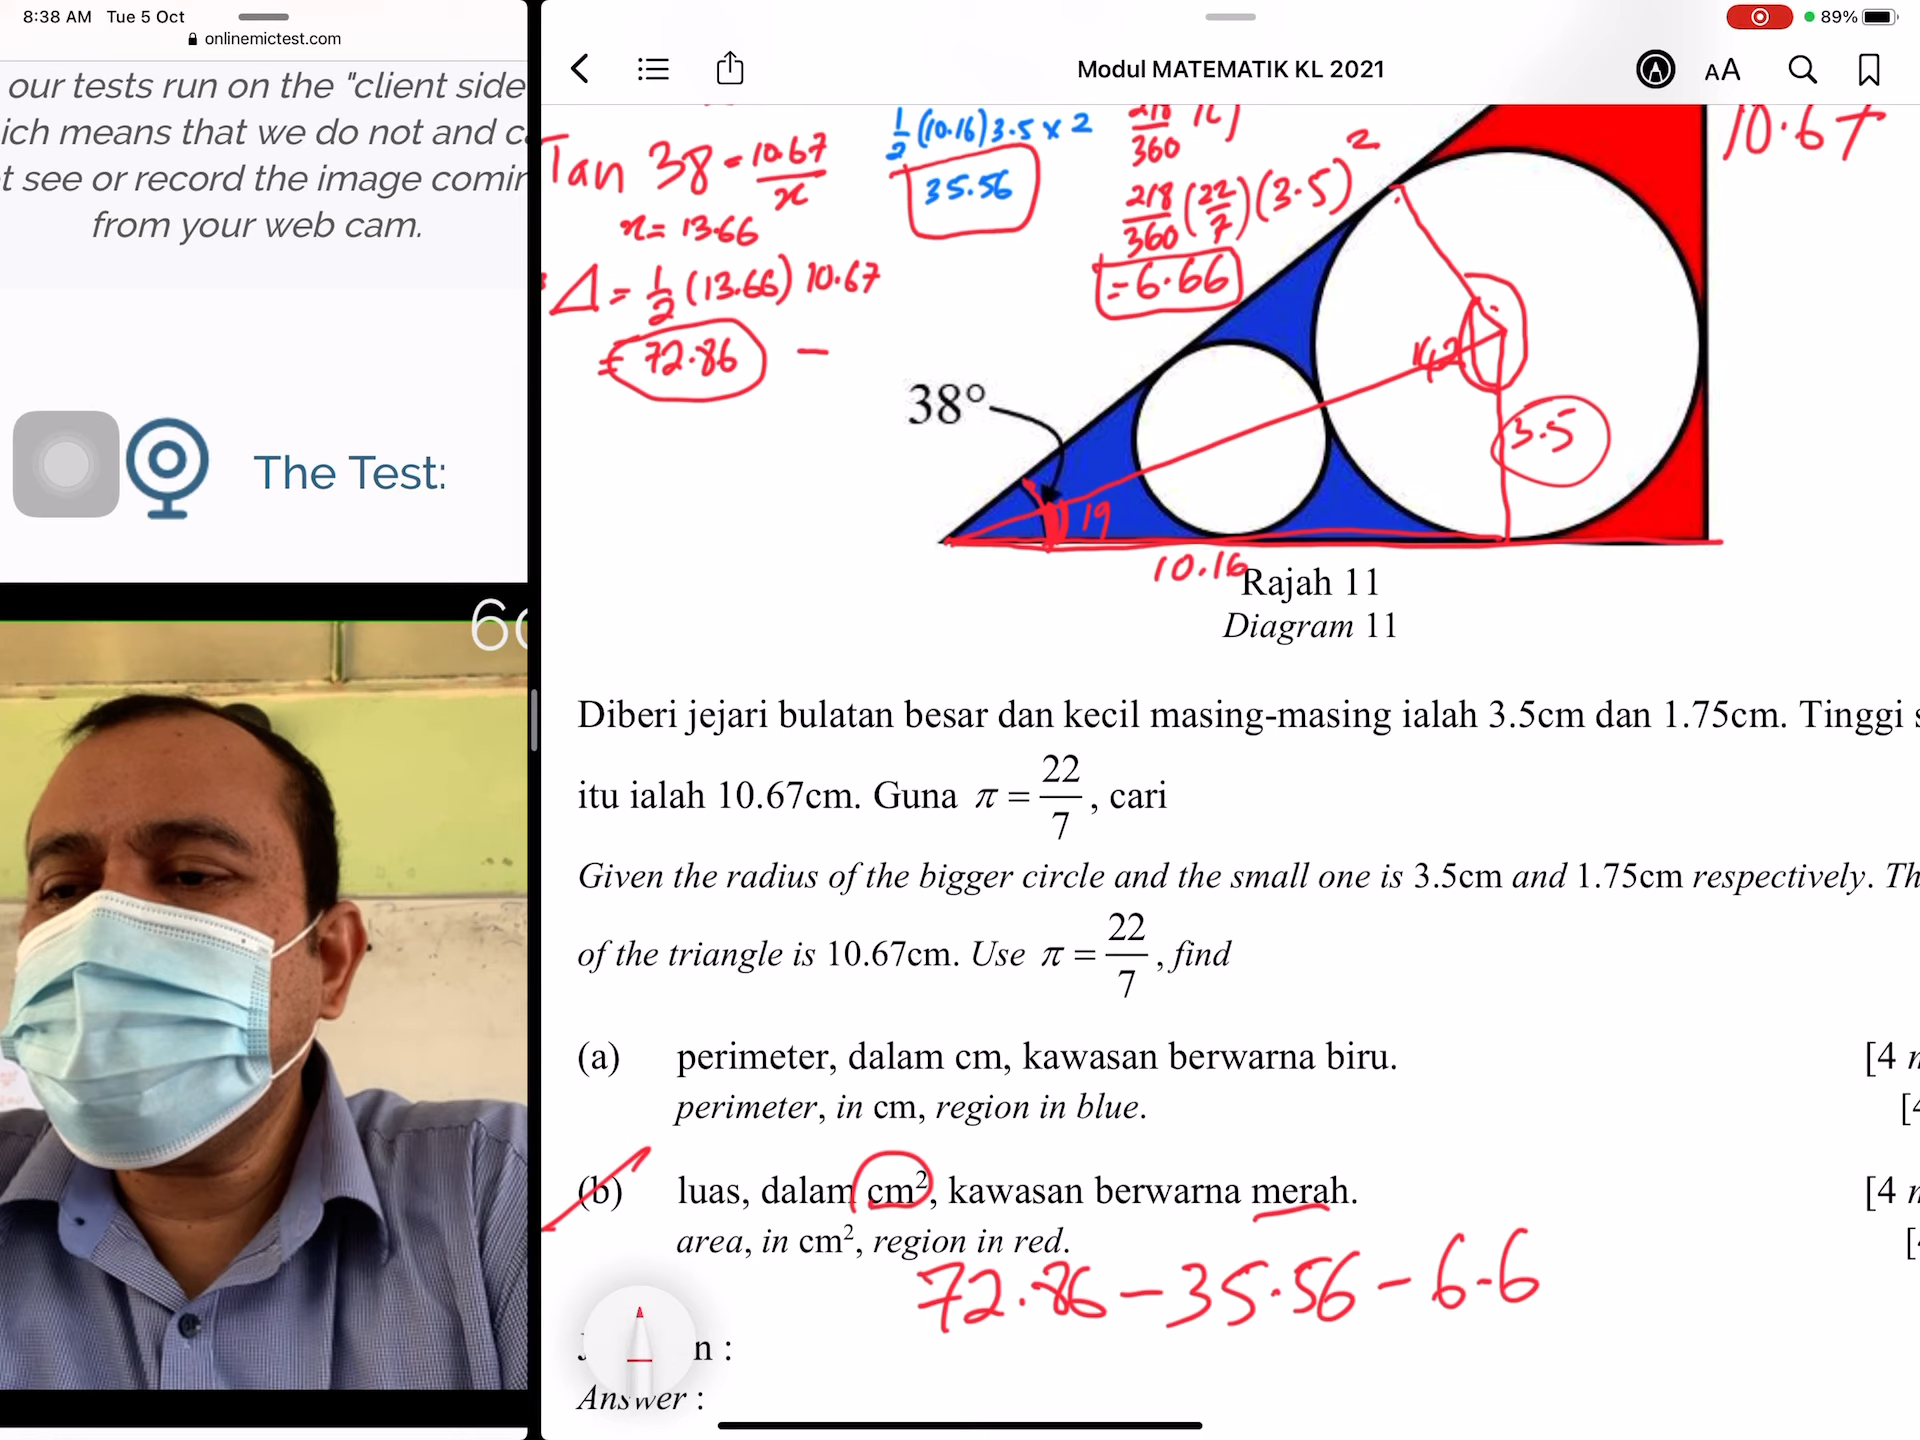 8:38 AM Tue 5 Oct
onlinemictest.com
our tests run on the "client side
ich means that we do not and c
t see or record the image comin
from your web cam.
The Test:
6
89%
Modul MATEMATIK KL 2021
Tan 38 = 10.67/x
x = 13.66
Δ = 1/2 (13.66) 10.67
= 72.86 -
1/2 (10.16) 3.5 x 2
35.56
360
218/360 (22/7)(3.5)²
= 6.66
10.67
38°
19
142
3.5
10.16
Rajah 11
Diagram 11
Diberi jejari bulatan besar dan kecil masing-masing ialah 3.5cm dan 1.75cm. Tinggi s
itu ialah 10.67cm. Guna π = 22/7, cari
Given the radius of the bigger circle and the small one is 3.5cm and 1.75cm respectively. Th
of the triangle is 10.67cm. Use π = 22/7, find
(a) perimeter, dalam cm, kawasan berwarna biru. [4
perimeter, in cm, region in blue. [4
(b) luas, dalam cm², kawasan berwarna merah. [4
area, in cm², region in red.
72.86 - 35.56 - 6.6
n :
Answer :